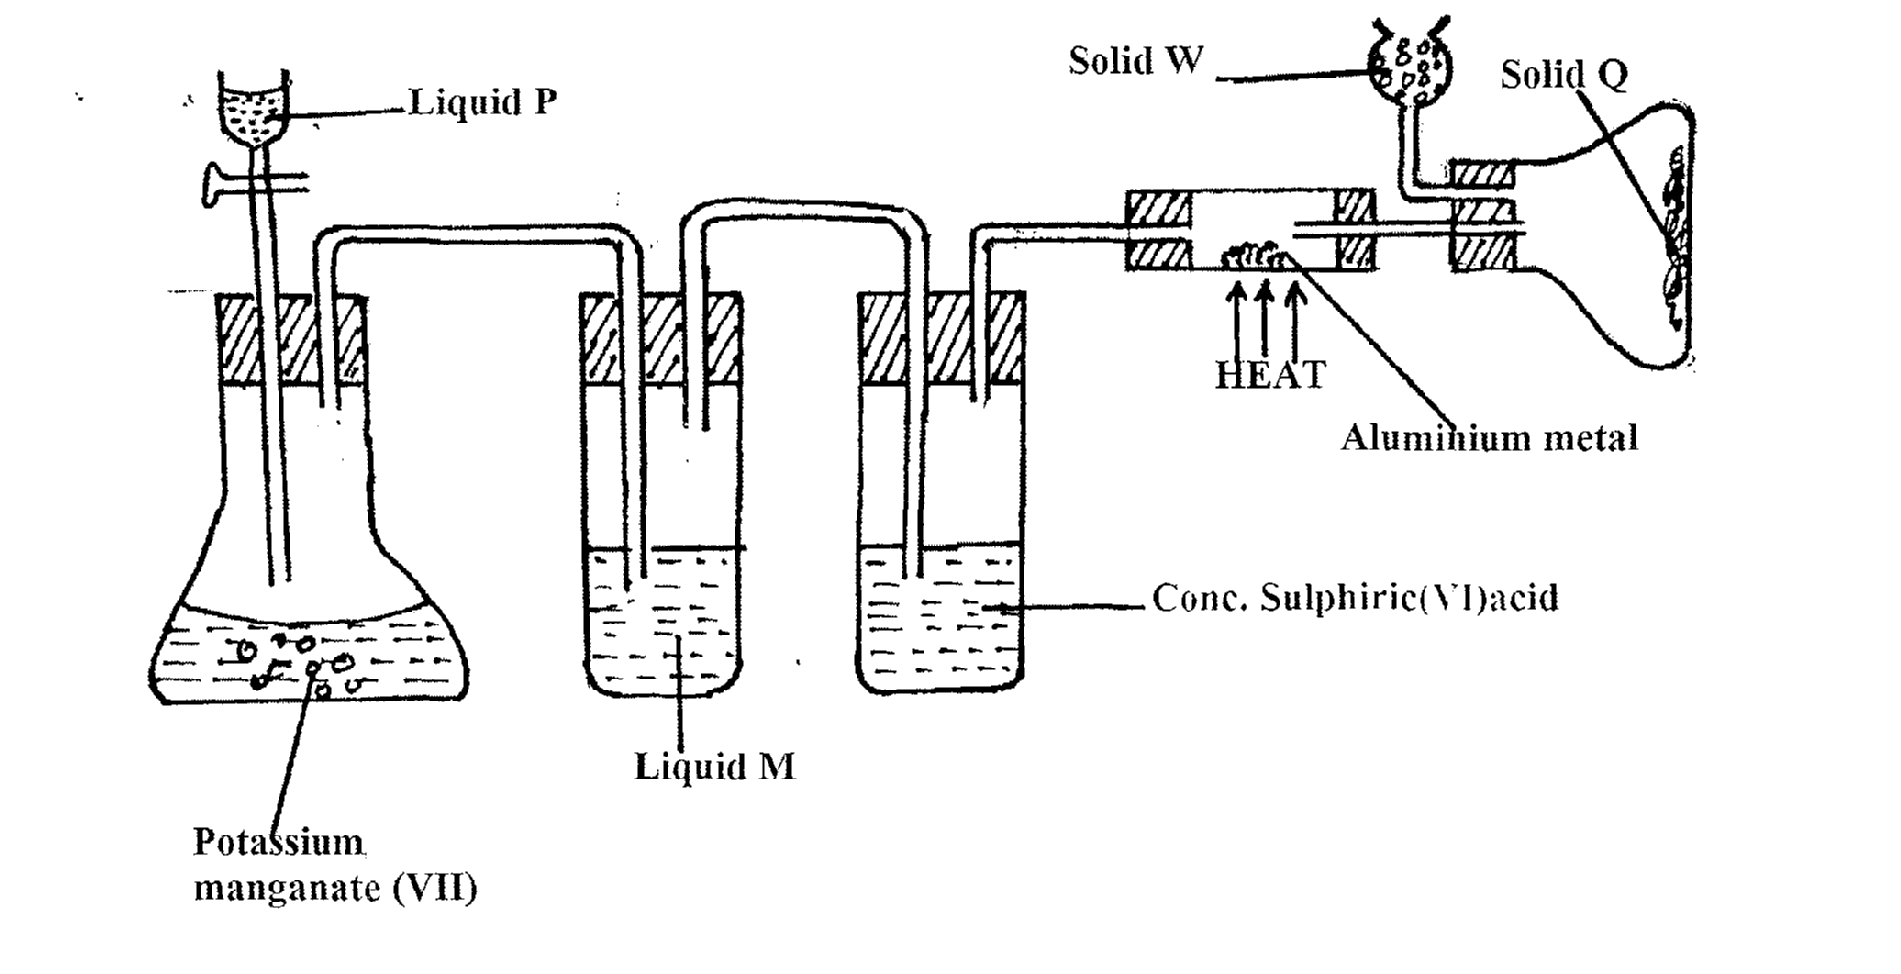 Solid W
Solid Q
Liquid P
HEAT
Aluminium metal
Conc. Sulphiric(VI)acid
Liquid M
Potassium
manganate (VII)